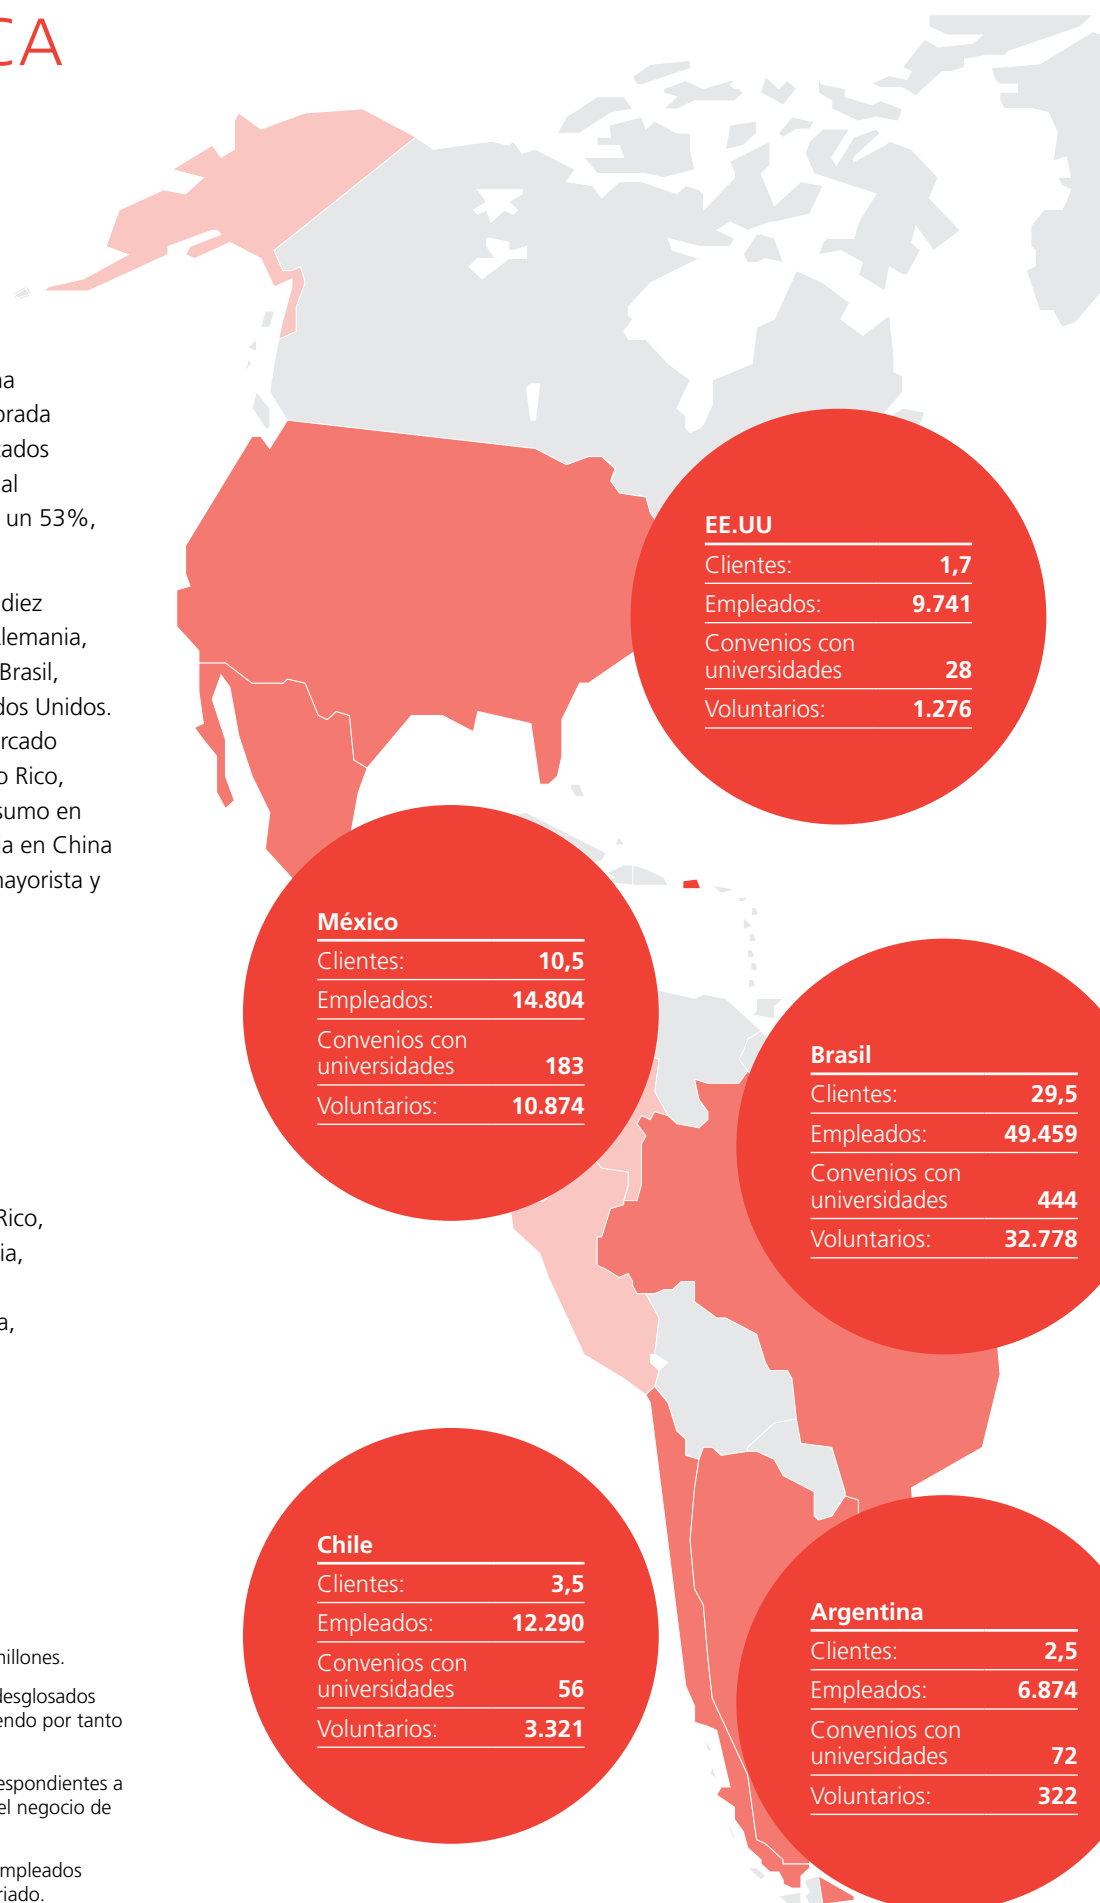 CA
na
orada
cados
al
un 53%,
diez
lemania,
Brasil,
dos Unidos.
rcado
o Rico,
sumo en
ia en China
mayorista y
Rico,
ia,
a,
millones.
desglosados
endo por tanto
espondientes a
el negocio de
mpleados
riado.
EE.UU
Clientes: 1,7
Empleados: 9.741
Convenios con
universidades 28
Voluntarios: 1.276
México
Clientes: 10,5
Empleados: 14.804
Convenios con
universidades 183
Voluntarios: 10.874
Brasil
Clientes: 29,5
Empleados: 49.459
Convenios con
universidades 444
Voluntarios: 32.778
Chile
Clientes: 3,5
Empleados: 12.290
Convenios con
universidades 56
Voluntarios: 3.321
Argentina
Clientes: 2,5
Empleados: 6.874
Convenios con
universidades 72
Voluntarios: 322